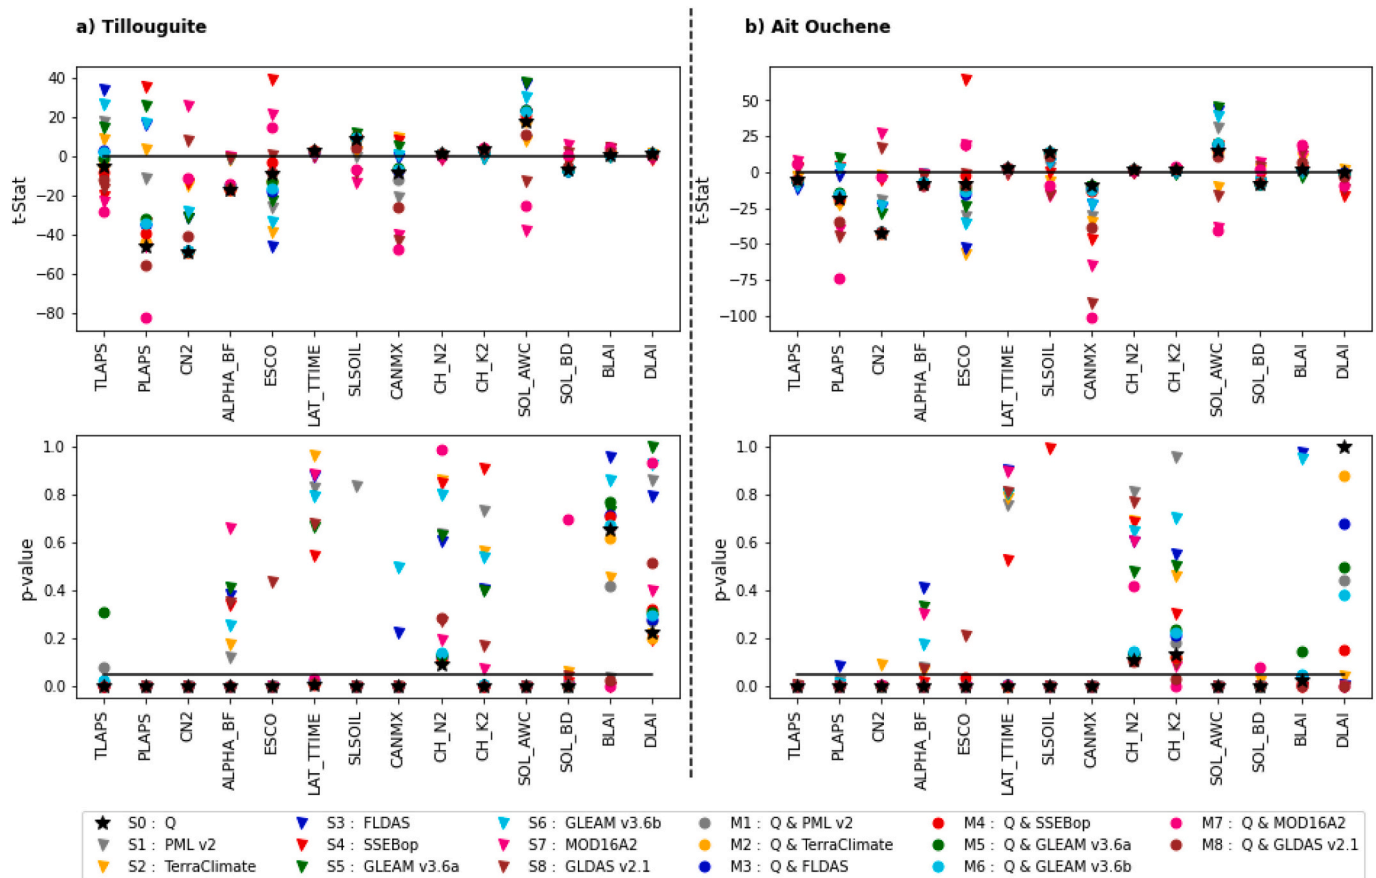 a) Tillouguite
b) Ait Ouchene
t-Stat
40
20
0
−20
−40
−60
−80
TLAPS
PLAPS
CN2
ALPHA_BF
ESCO
LAT_TTIME
SLSOIL
CANMX
CH_N2
CH_K2
SOL_AWC
SOL_BD
BLAI
DLAI
t-Stat
50
25
0
−25
−50
−75
−100
TLAPS
PLAPS
CN2
ALPHA_BF
ESCO
LAT_TTIME
SLSOIL
CANMX
CH_N2
CH_K2
SOL_AWC
SOL_BD
BLAI
DLAI
p-value
1.0
0.8
0.6
0.4
0.2
0.0
TLAPS
PLAPS
CN2
ALPHA_BF
ESCO
LAT_TTIME
SLSOIL
CANMX
CH_N2
CH_K2
SOL_AWC
SOL_BD
BLAI
DLAI
p-value
1.0
0.8
0.6
0.4
0.2
0.0
TLAPS
PLAPS
CN2
ALPHA_BF
ESCO
LAT_TTIME
SLSOIL
CANMX
CH_N2
CH_K2
SOL_AWC
SOL_BD
BLAI
DLAI
S0 : Q
S1 : PML v2
S2 : TerraClimate
S3 : FLDAS
S4 : SSEBop
S5 : GLEAM v3.6a
S6 : GLEAM v3.6b
S7 : MOD16A2
S8 : GLDAS v2.1
M1 : Q & PML v2
M2 : Q & TerraClimate
M3 : Q & FLDAS
M4 : Q & SSEBop
M5 : Q & GLEAM v3.6a
M6 : Q & GLEAM v3.6b
M7 : Q & MOD16A2
M8 : Q & GLDAS v2.1